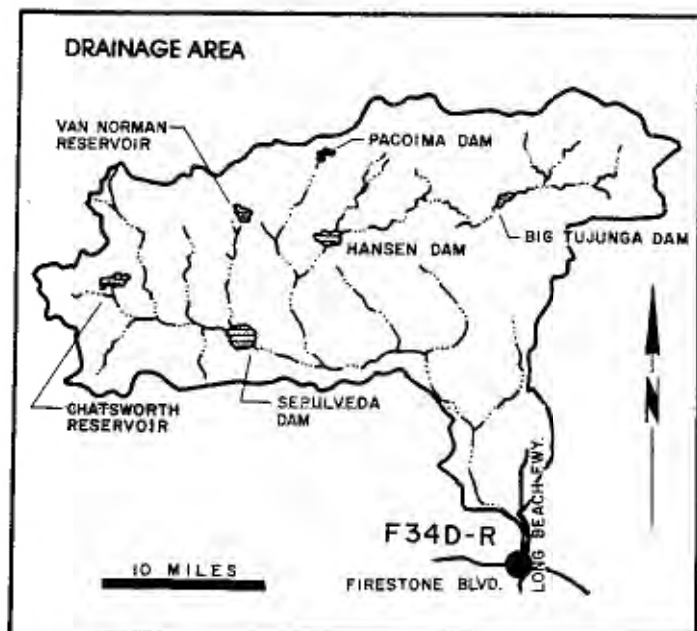 DRAINAGE AREA
VAN NORMAN
RESERVOIR
PACOIMA DAM
HANSEN DAM
BIG TUJUNGA DAM
CHATSWORTH
RESERVOIR
SEPULVEDA
DAM
N
LONG BEACH FWY.
F34D-R
10 MILES
FIRESTONE BLVD.